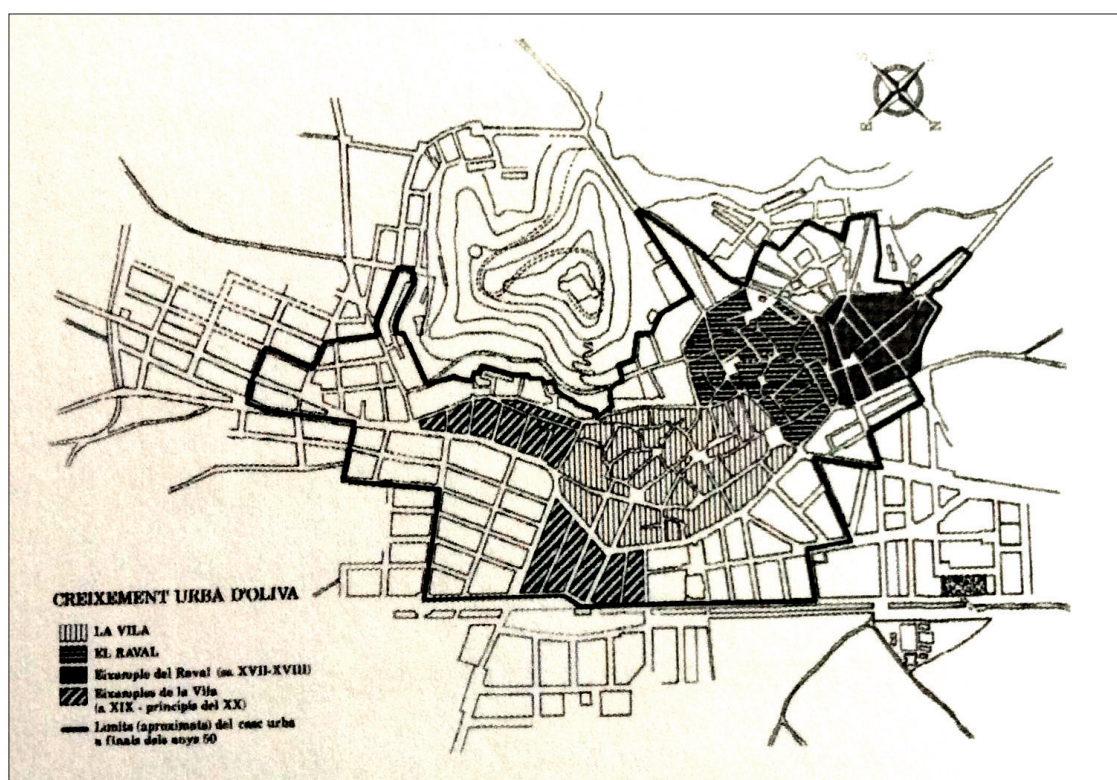 E N
CREIXEMENT URBÀ D'OLIVA
LA VILA
EL RAVAL
Eixample del Raval (ss. XVII-XVIII)
Eixamples de la Vila
(s. XIX - principis del XX)
Limits (aproximats) del casc urbà
a finals dels anys 50